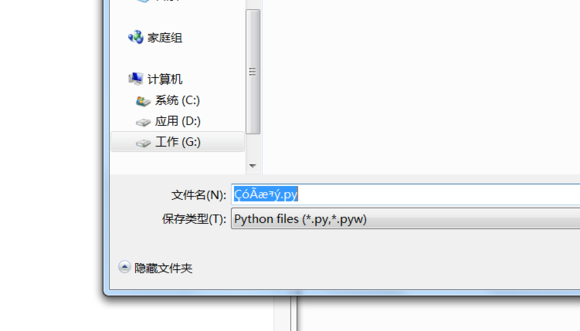 家庭组
计算机
系统 (C:)
应用 (D:)
工作 (G:)
文件名(N):
ÇóÃæ³ý.py
保存类型(T):
Python files (*.py,*.pyw)
隐藏文件夹